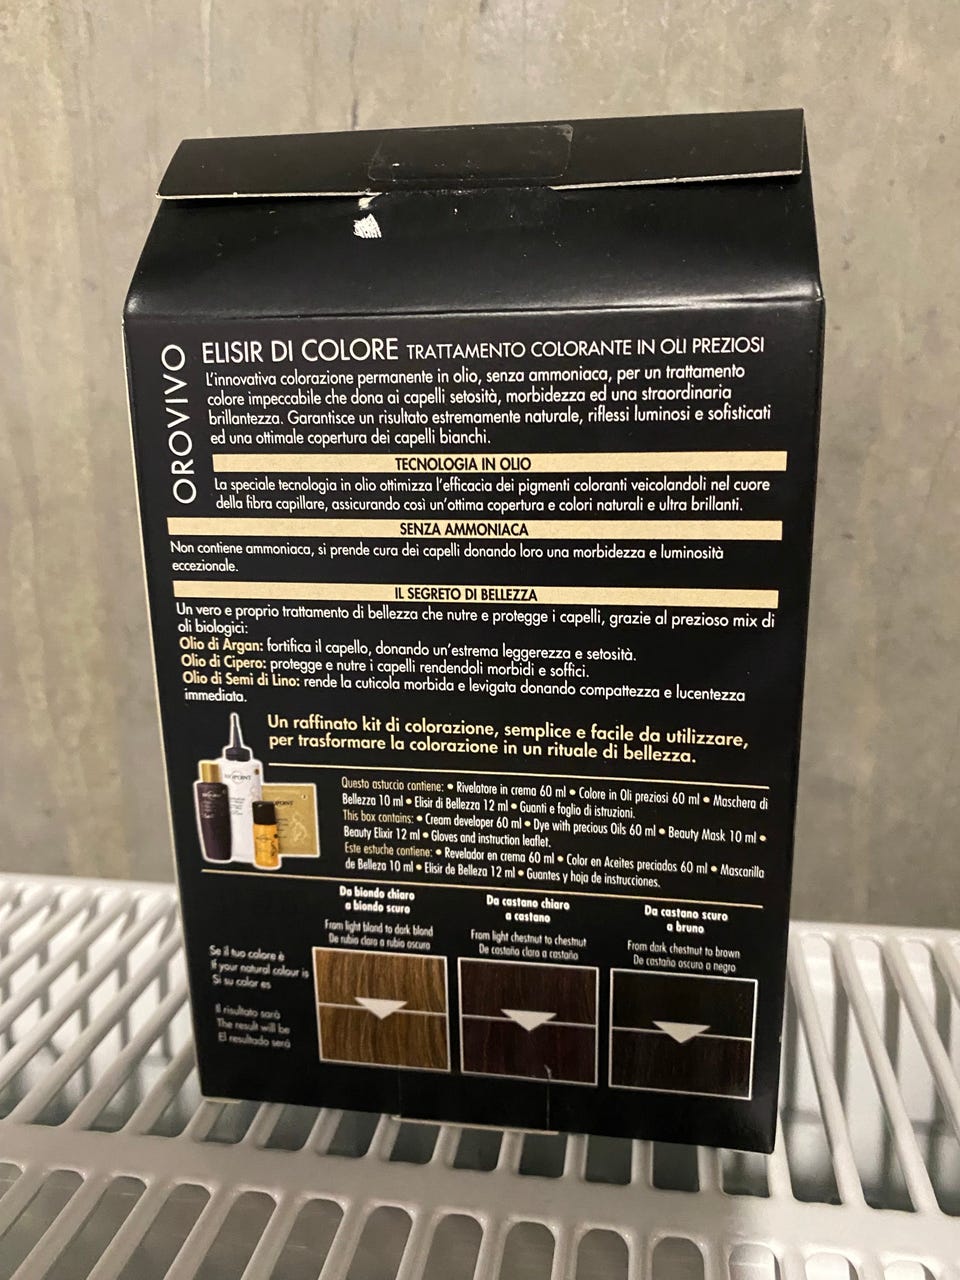 OROVIVO
ELISIR DI COLORE TRATTAMENTO COLORANTE IN OLI PREZIOSI
L'innovativa colorazione permanente in olio, senza ammoniaca, per un trattamento
colore impeccabile che dona ai capelli setosità, morbidezza ed una straordinaria
brillantezza. Garantisce un risultato estremamente naturale, riflessi luminosi e sofisticati
ed una ottimale copertura dei capelli bianchi.
TECNOLOGIA IN OLIO
La speciale tecnologia in olio ottimizza l'efficacia dei pigmenti coloranti veicolandoli nel cuore
della fibra capillare, assicurando così un'ottima copertura e colori naturali e ultra brillanti.
SENZA AMMONIACA
Non contiene ammoniaca, si prende cura dei capelli donando loro una morbidezza e luminosità
eccezionale.
IL SEGRETO DI BELLEZZA
Un vero e proprio trattamento di bellezza che nutre e protegge i capelli, grazie al prezioso mix di
oli biologici:
Olio di Argan: fortifica il capello, donando un'estrema leggerezza e setosità.
Olio di Cipero: protegge e nutre i capelli rendendoli morbidi e soffici.
Olio di Semi di Lino: rende la cuticola morbida e levigata donando compattezza e lucentezza
immediata.
Un raffinato kit di colorazione, semplice e facile da utilizzare,
per trasformare la colorazione in un rituale di bellezza.
BIOPOINT
Questo astuccio contiene: • Rivelatore in crema 60 ml • Colore in Oli preziosi 60 ml • Maschera di
Bellezza 10 ml • Elisir di Bellezza 12 ml • Guanti e foglio di istruzioni.
This box contains: • Cream developer 60 ml • Dye with precious Oils 60 ml • Beauty Mask 10 ml •
Beauty Elixir 12 ml • Gloves and instruction leaflet.
Este estuche contiene: • Revelador en crema 60 ml • Color en Aceites preciados 60 ml • Mascarilla
de Belleza 10 ml • Elisir de Belleza 12 ml • Guantes y hoja de instrucciones.
Da biondo chiaro
a biondo scuro
From light bland to dark blond
De rubio claro a rubio oscuro
Da castano chiaro
a castano
From light chestnut to chestnut
De castaño claro a castaño
Da castano scuro
a bruno
From dark chestnut to brown
De castaño oscuro a negro
Se il tuo colore è
If your natural colour is
Si su color es
Il risultato sarà
The result will be
El resultado será